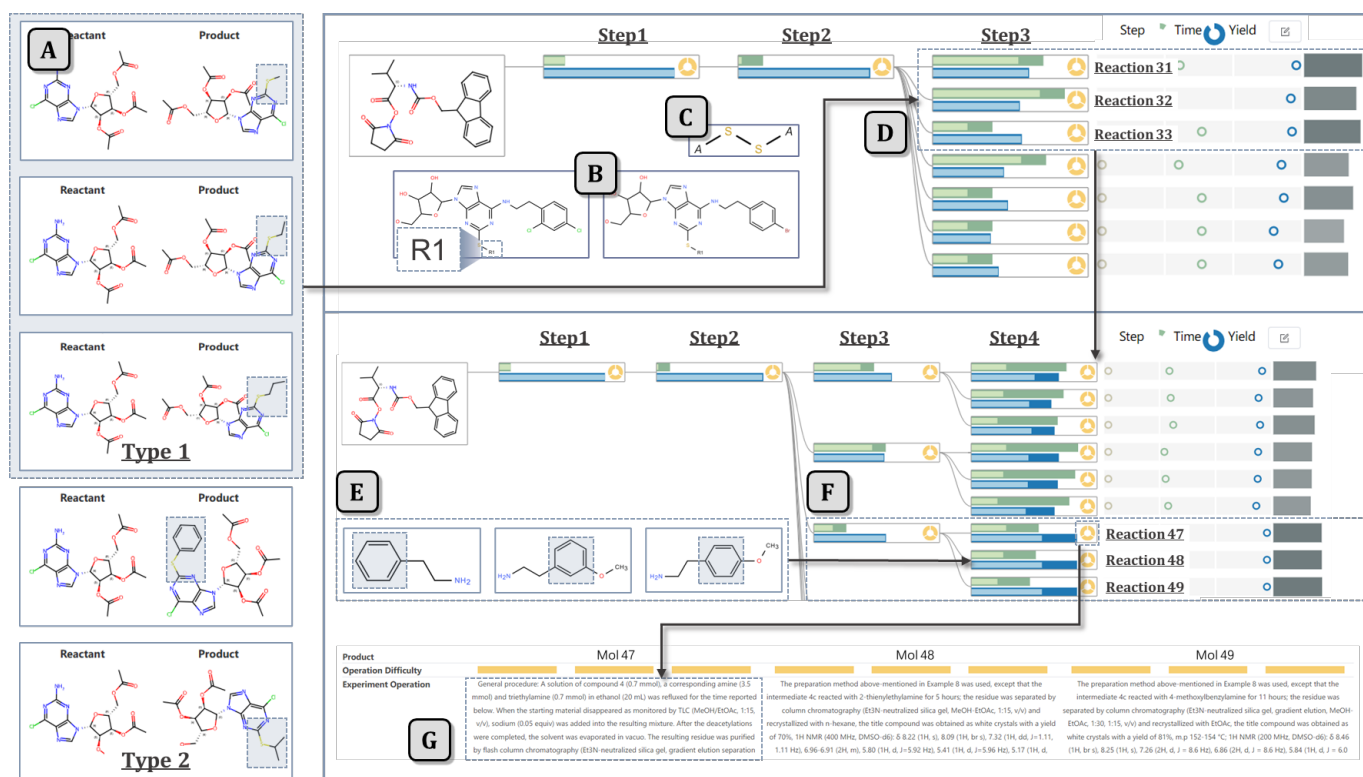 A
Reactant Product
Reactant Product
Reactant Product
Type 1
Reactant Product
Reactant Product
Type 2
Step1 Step2 Step3
Step Time Yield
Reaction 31
Reaction 32
Reaction 33
C
A S S A
D
B
R1
Step1 Step2 Step3 Step4
Step Time Yield
E
F
NH2
H2N O CH3
H2N O CH3
Reaction 47
Reaction 48
Reaction 49
Product Mol 47 Mol 48 Mol 49
Operation Difficulty
Experiment Operation
G
General procedure: A solution of compound 4 (0.7 mmol), a corresponding amine (3.5
mmol) and triethylamine (0.7 mmol) in ethanol (20 mL) was refluxed for the time reported
below. When the starting material disappeared as monitored by TLC (MeOH/EtOAc, 1:15,
v/v), sodium (0.05 equiv) was added into the resulting mixture. After the deacetylations
were completed, the solvent was evaporated in vacuo. The resulting residue was purified
by flash column chromatography (Et3N-neutralized silica gel, gradient elution separation
The preparation method above-mentioned in Example 8 was used, except that the
intermediate 4c reacted with 2-thienylethylamine for 5 hours; the residue was separated by
column chromatography (Et3N-neutralized silica gel, MeOH-EtOAc, 1:15, v/v) and
recrystallized with n-hexane, the title compound was obtained as white crystals with a yield
of 70%, 1H NMR (400 MHz, DMSO-d6): δ 8.22 (1H, s), 8.09 (1H, br s), 7.32 (1H, dd, J=1.11,
1.11 Hz), 6.96-6.91 (2H, m), 5.80 (1H, d, J=5.92 Hz), 5.41 (1H, d, J=5.96 Hz), 5.17 (1H, d,
The preparation method above-mentioned in Example 8 was used, except that the
intermediate 4c reacted with 4-methoxylbenzylamine for 11 hours; the residue was
separated by column chromatography (Et3N-neutralized silica gel, gradient elution, MeOH-
EtOAc, 1:30, 1:15, v/v) and recrystallized with EtOAc, the title compound was obtained as
white crystals with a yield of 81%, m.p 152-154 °C; 1H NMR (200 MHz, DMSO-d6): δ 8.46
(1H, br s), 8.25 (1H, s), 7.26 (2H, d, J = 8.6 Hz), 6.86 (2H, d, J = 8.6 Hz), 5.84 (1H, d, J = 6.0